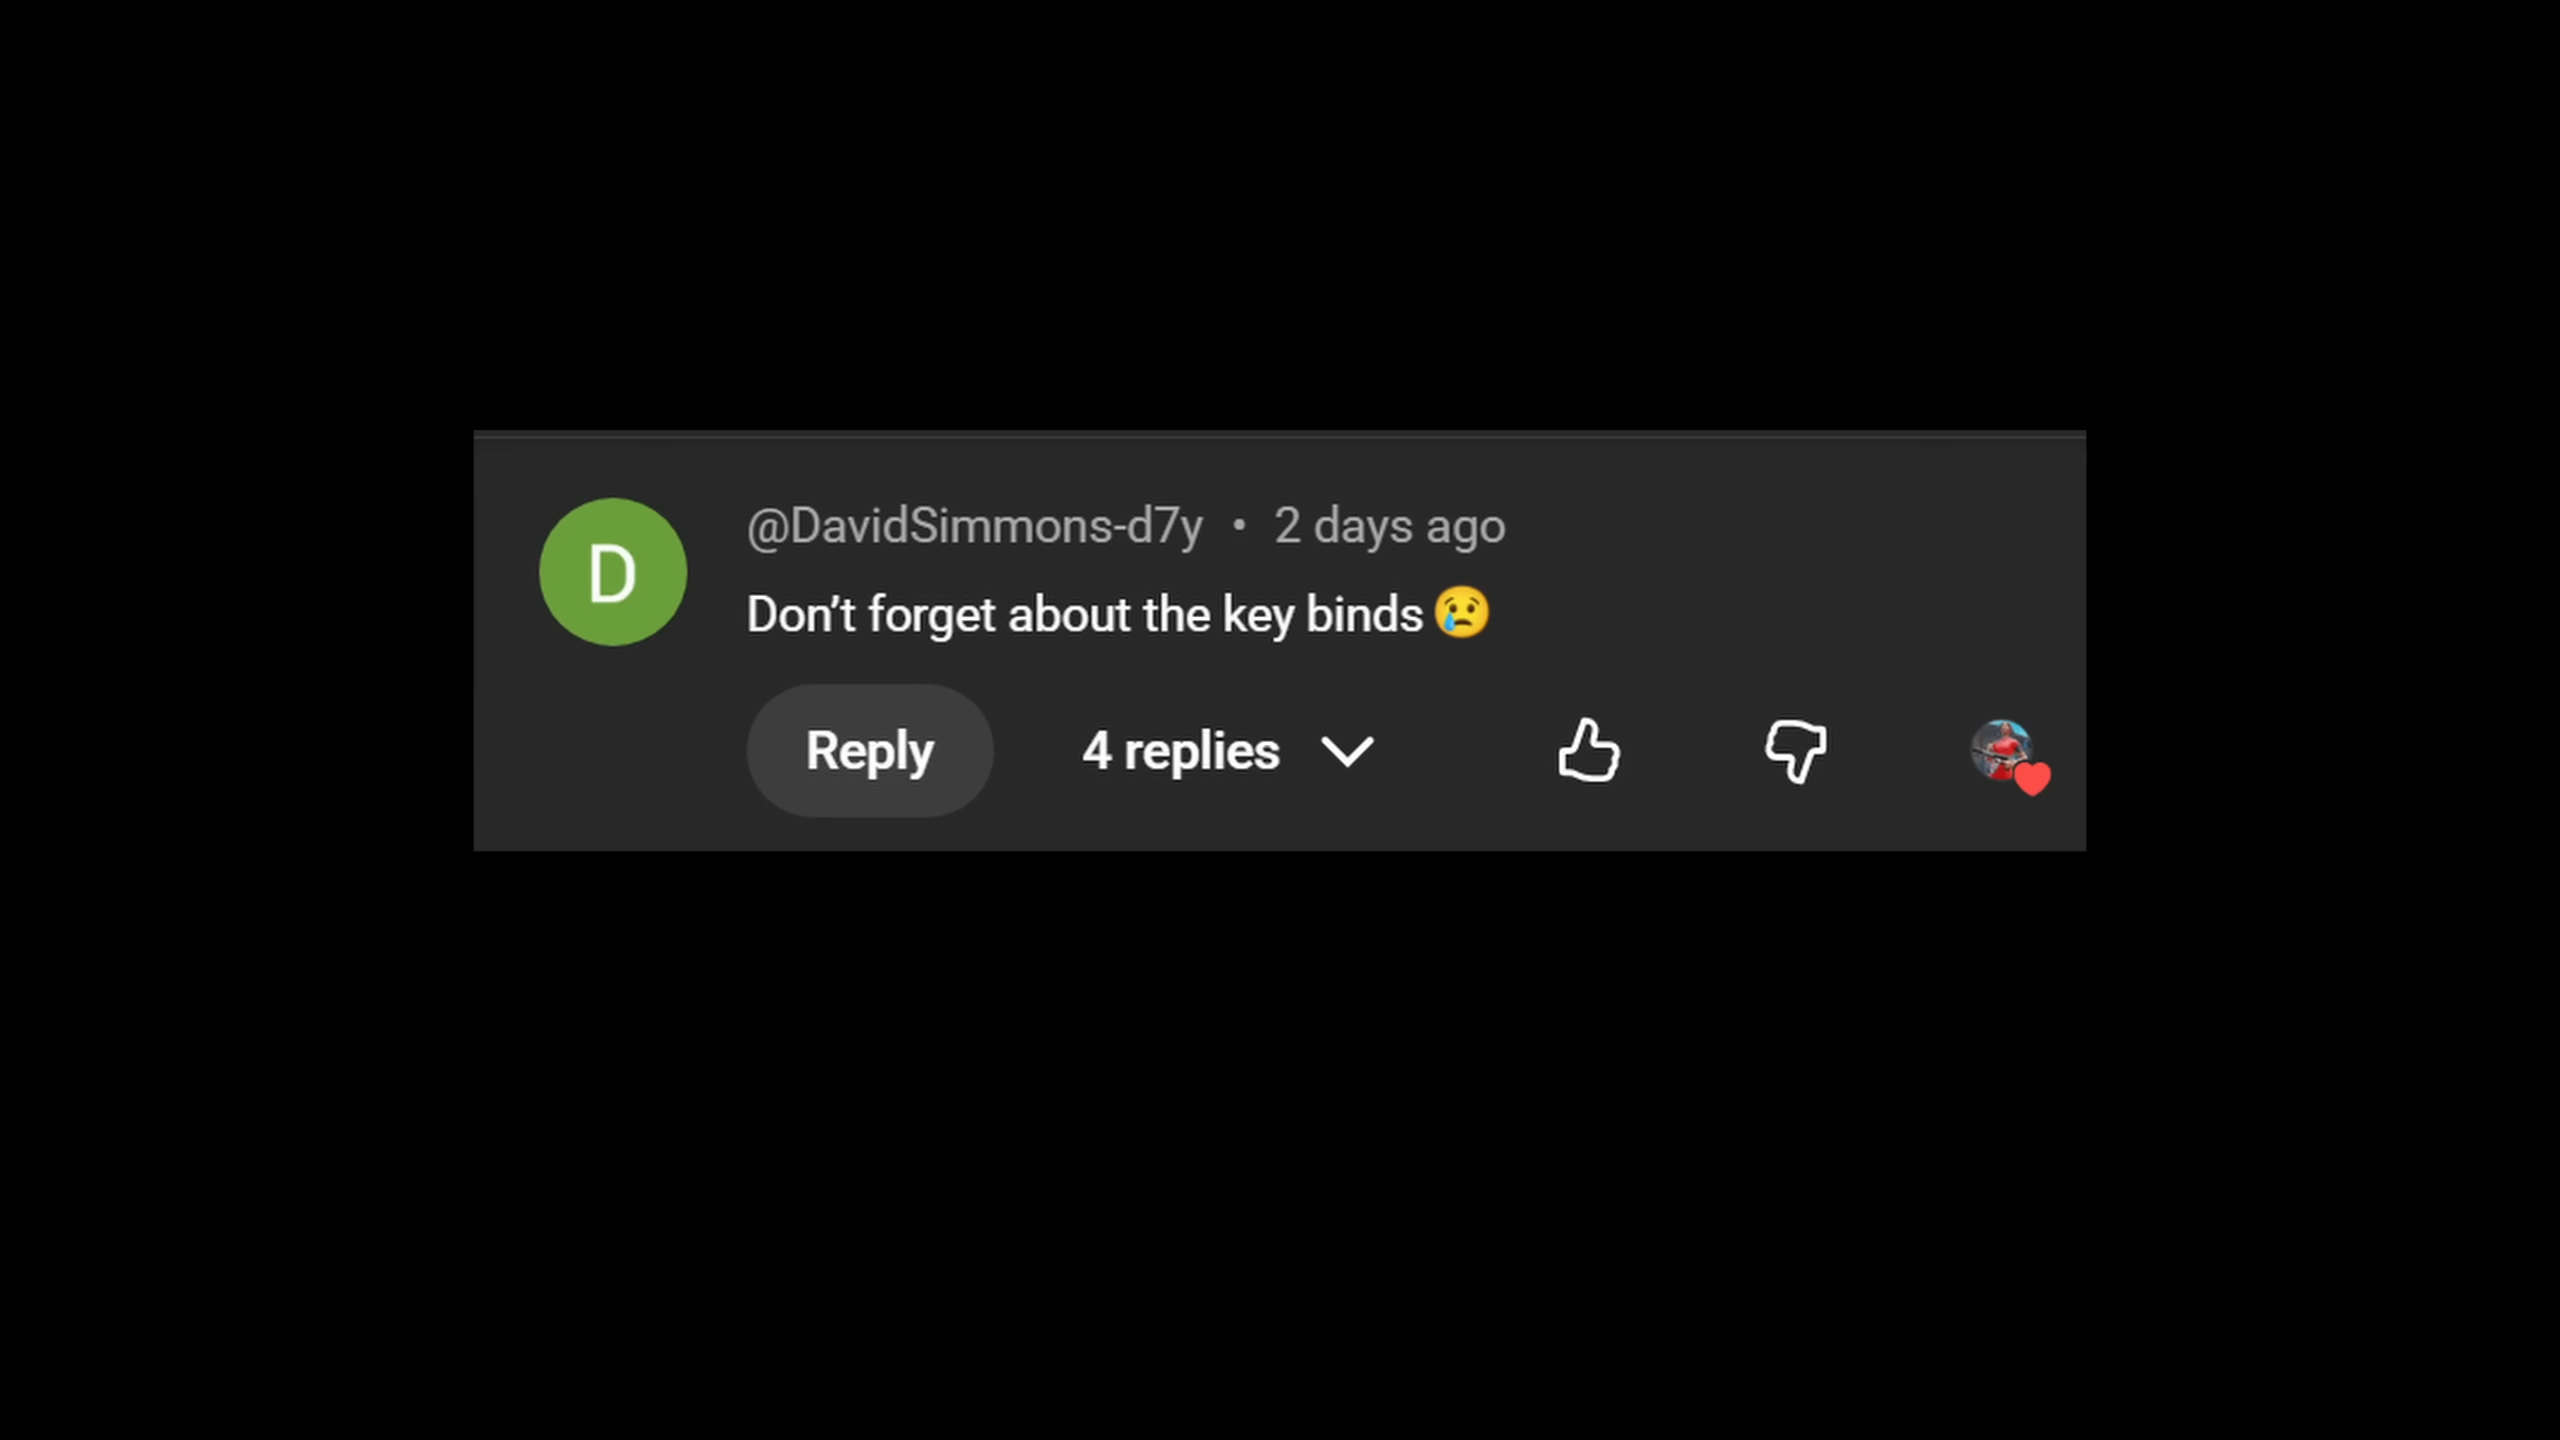 D
@DavidSimmons-d7y • 2 days ago
Don’t forget about the key binds 😢
Reply 4 replies